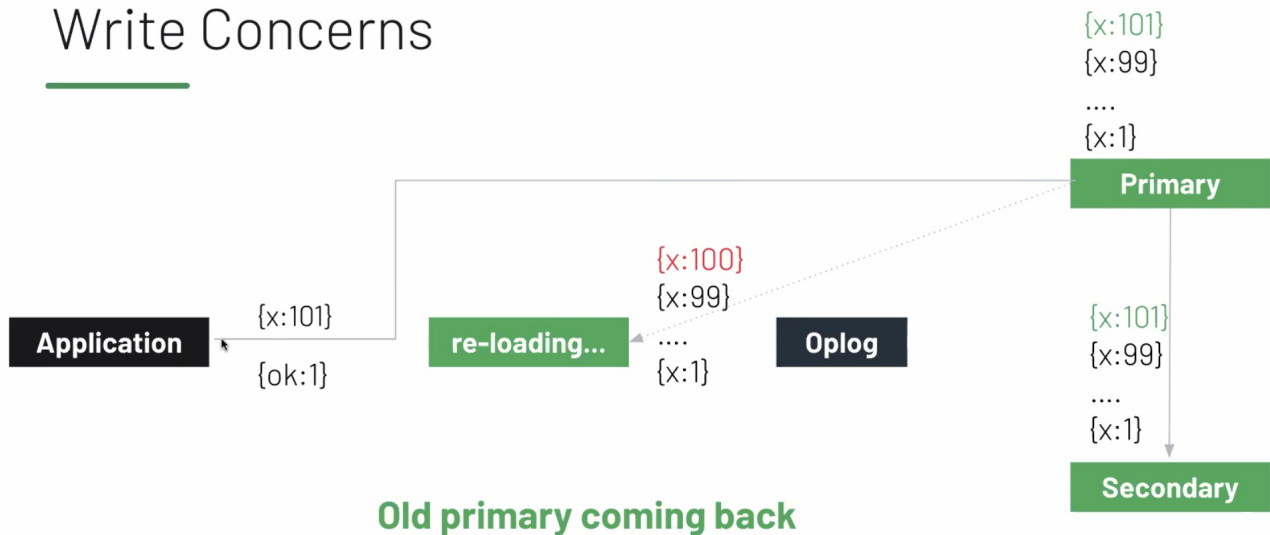 Write Concerns
{x:101}
{x:99}
....
{x:1}
Primary
{x:100}
{x:99}
....
{x:1}
{x:101}
Application
{ok:1}
re-loading...
Oplog
{x:101}
{x:99}
....
{x:1}
Secondary
Old primary coming back